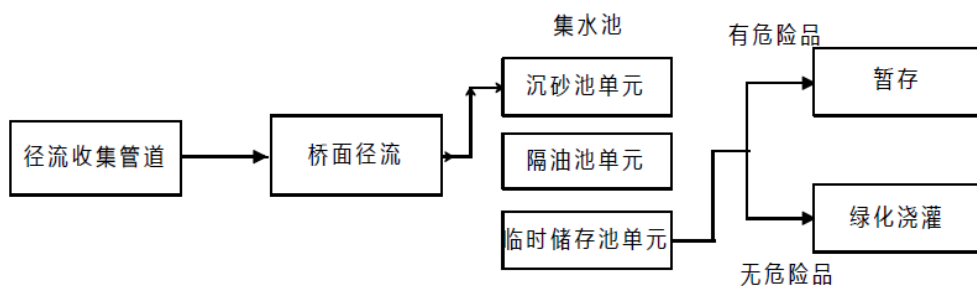 集水池
有危险品
沉砂池单元
暂存
径流收集管道
桥面径流
隔油池单元
临时储存池单元
绿化浇灌
无危险品